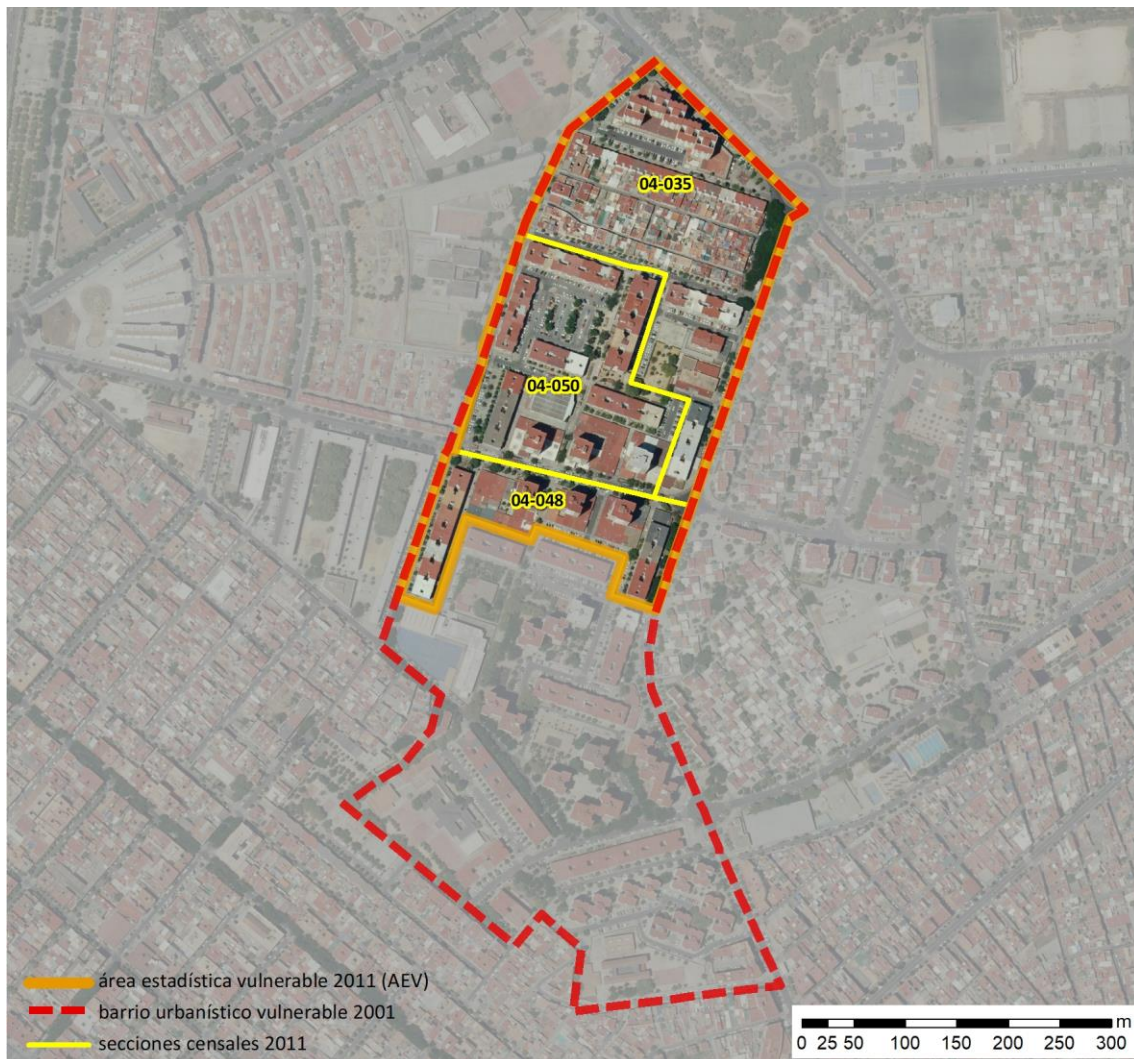 04-035
04-050
04-048
área estadística vulnerable 2011 (AEV)
barrio urbanístico vulnerable 2001
secciones censales 2011
m
0 25 50 100 150 200 250 300